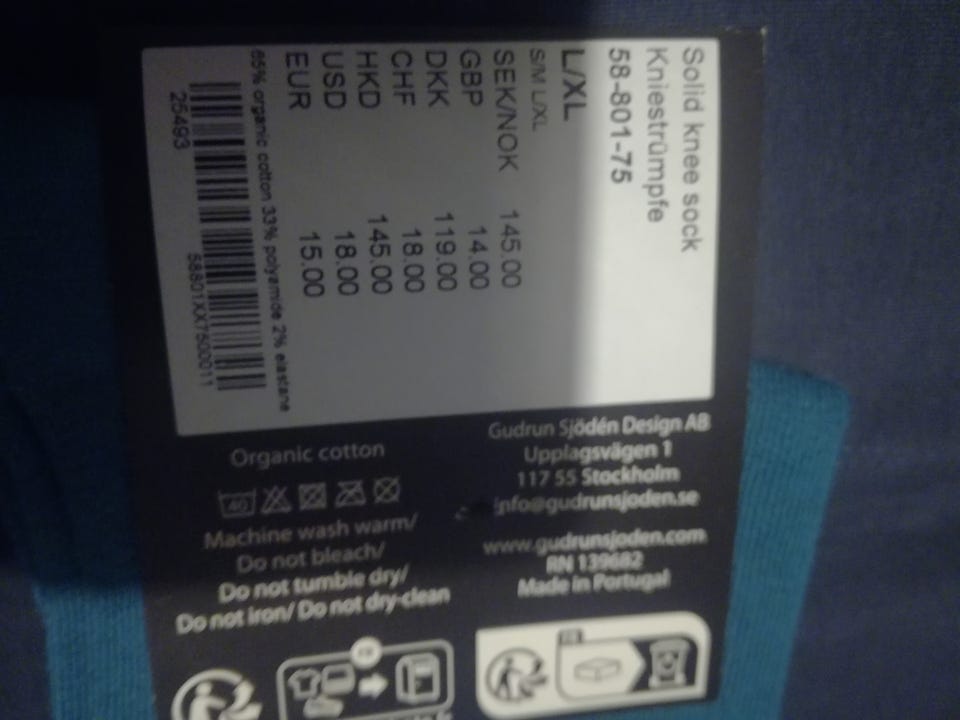 Solid knee sock
Kniestrümpfe
58-801-75
L/XL
S/M L/XL
SEK/NOK 145.00
GBP 14.00
DKK 119.00
CHF 18.00
HKD 145.00
USD 18.00
EUR 15.00
65% organic cotton 33% polyamide 2% elastane
25493
58801XX7500011
Organic cotton
40
Machine wash warm/
Do not bleach/
Do not tumble dry/
Do not iron/ Do not dry-clean
Gudrun Sjödén Design AB
Upplagsvägen 1
117 55 Stockholm
info@gudrunsjoden.se
www.gudrunsjoden.com
RN 139682
Made in Portugal